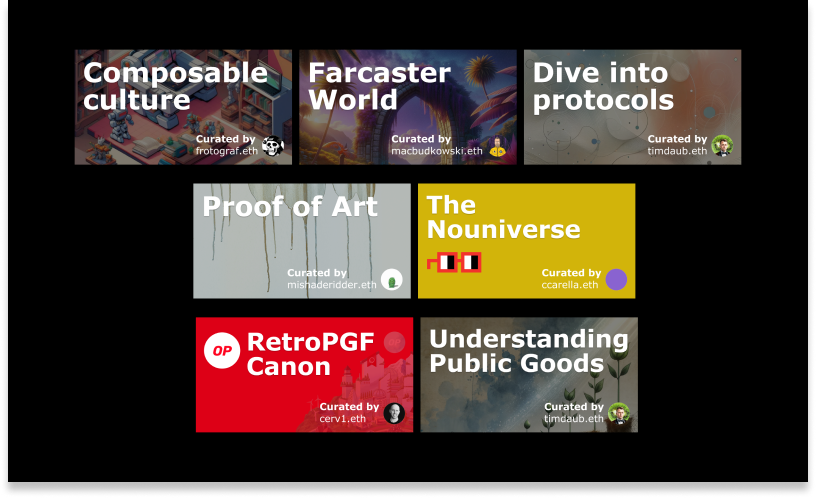 Composable
culture
Curated by
frotograf.eth
Farcaster
World
Curated by
macbudkowski.eth
Dive into
protocols
Curated by
timdaub.eth
Proof of Art
Curated by
mishaderidder.eth
The
Nouniverse
Curated by
ccarella.eth
OP
RetroPGF
Canon
Curated by
cerv1.eth
Understanding
Public Goods
Curated by
timdaub.eth